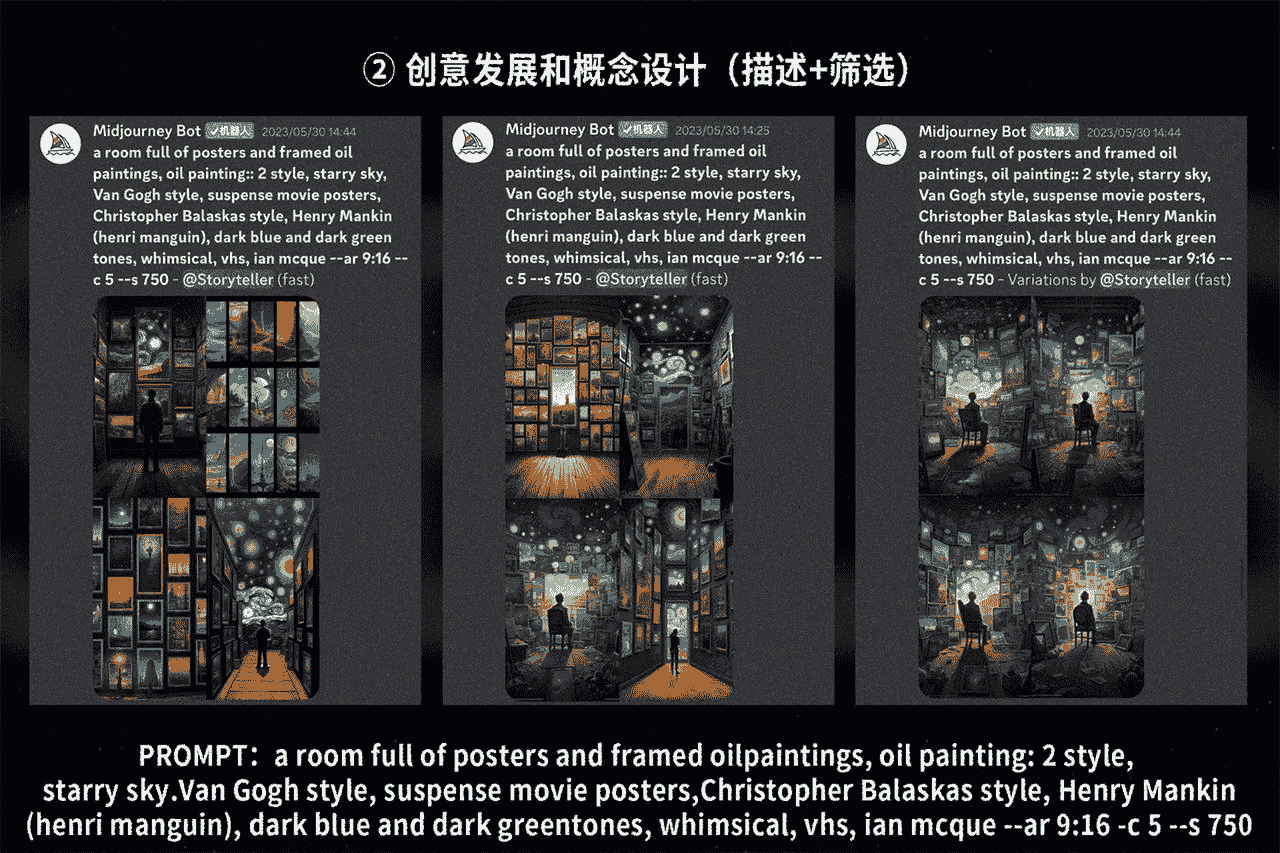 ② 创意发展和概念设计（描述+筛选）
Midjourney Bot ✓机器人 2023/05/30 14:44
a room full of posters and framed oil
paintings, oil painting:: 2 style, starry sky,
Van Gogh style, suspense movie posters,
Christopher Balaskas style, Henry Mankin
(henri manguin), dark blue and dark green
tones, whimsical, vhs, ian mcque --ar 9:16 --
c 5 --s 750 - @Storyteller (fast)
Midjourney Bot ✓机器人 2023/05/30 14:25
a room full of posters and framed oil
paintings, oil painting:: 2 style, starry sky,
Van Gogh style, suspense movie posters,
Christopher Balaskas style, Henry Mankin
(henri manguin), dark blue and dark green
tones, whimsical, vhs, ian mcque --ar 9:16 --
c 5 --s 750 - @Storyteller (fast)
Midjourney Bot ✓机器人 2023/05/30 14:44
a room full of posters and framed oil
paintings, oil painting:: 2 style, starry sky,
Van Gogh style, suspense movie posters,
Christopher Balaskas style, Henry Mankin
(henri manguin), dark blue and dark green
tones, whimsical, vhs, ian mcque --ar 9:16 --
c 5 --s 750 - Variations by @Storyteller (fast)
PROMPT：a room full of posters and framed oilpaintings, oil painting: 2 style,
starry sky.Van Gogh style, suspense movie posters,Christopher Balaskas style, Henry Mankin
(henri manguin), dark blue and dark greentones, whimsical, vhs, ian mcque --ar 9:16 -c 5 --s 750